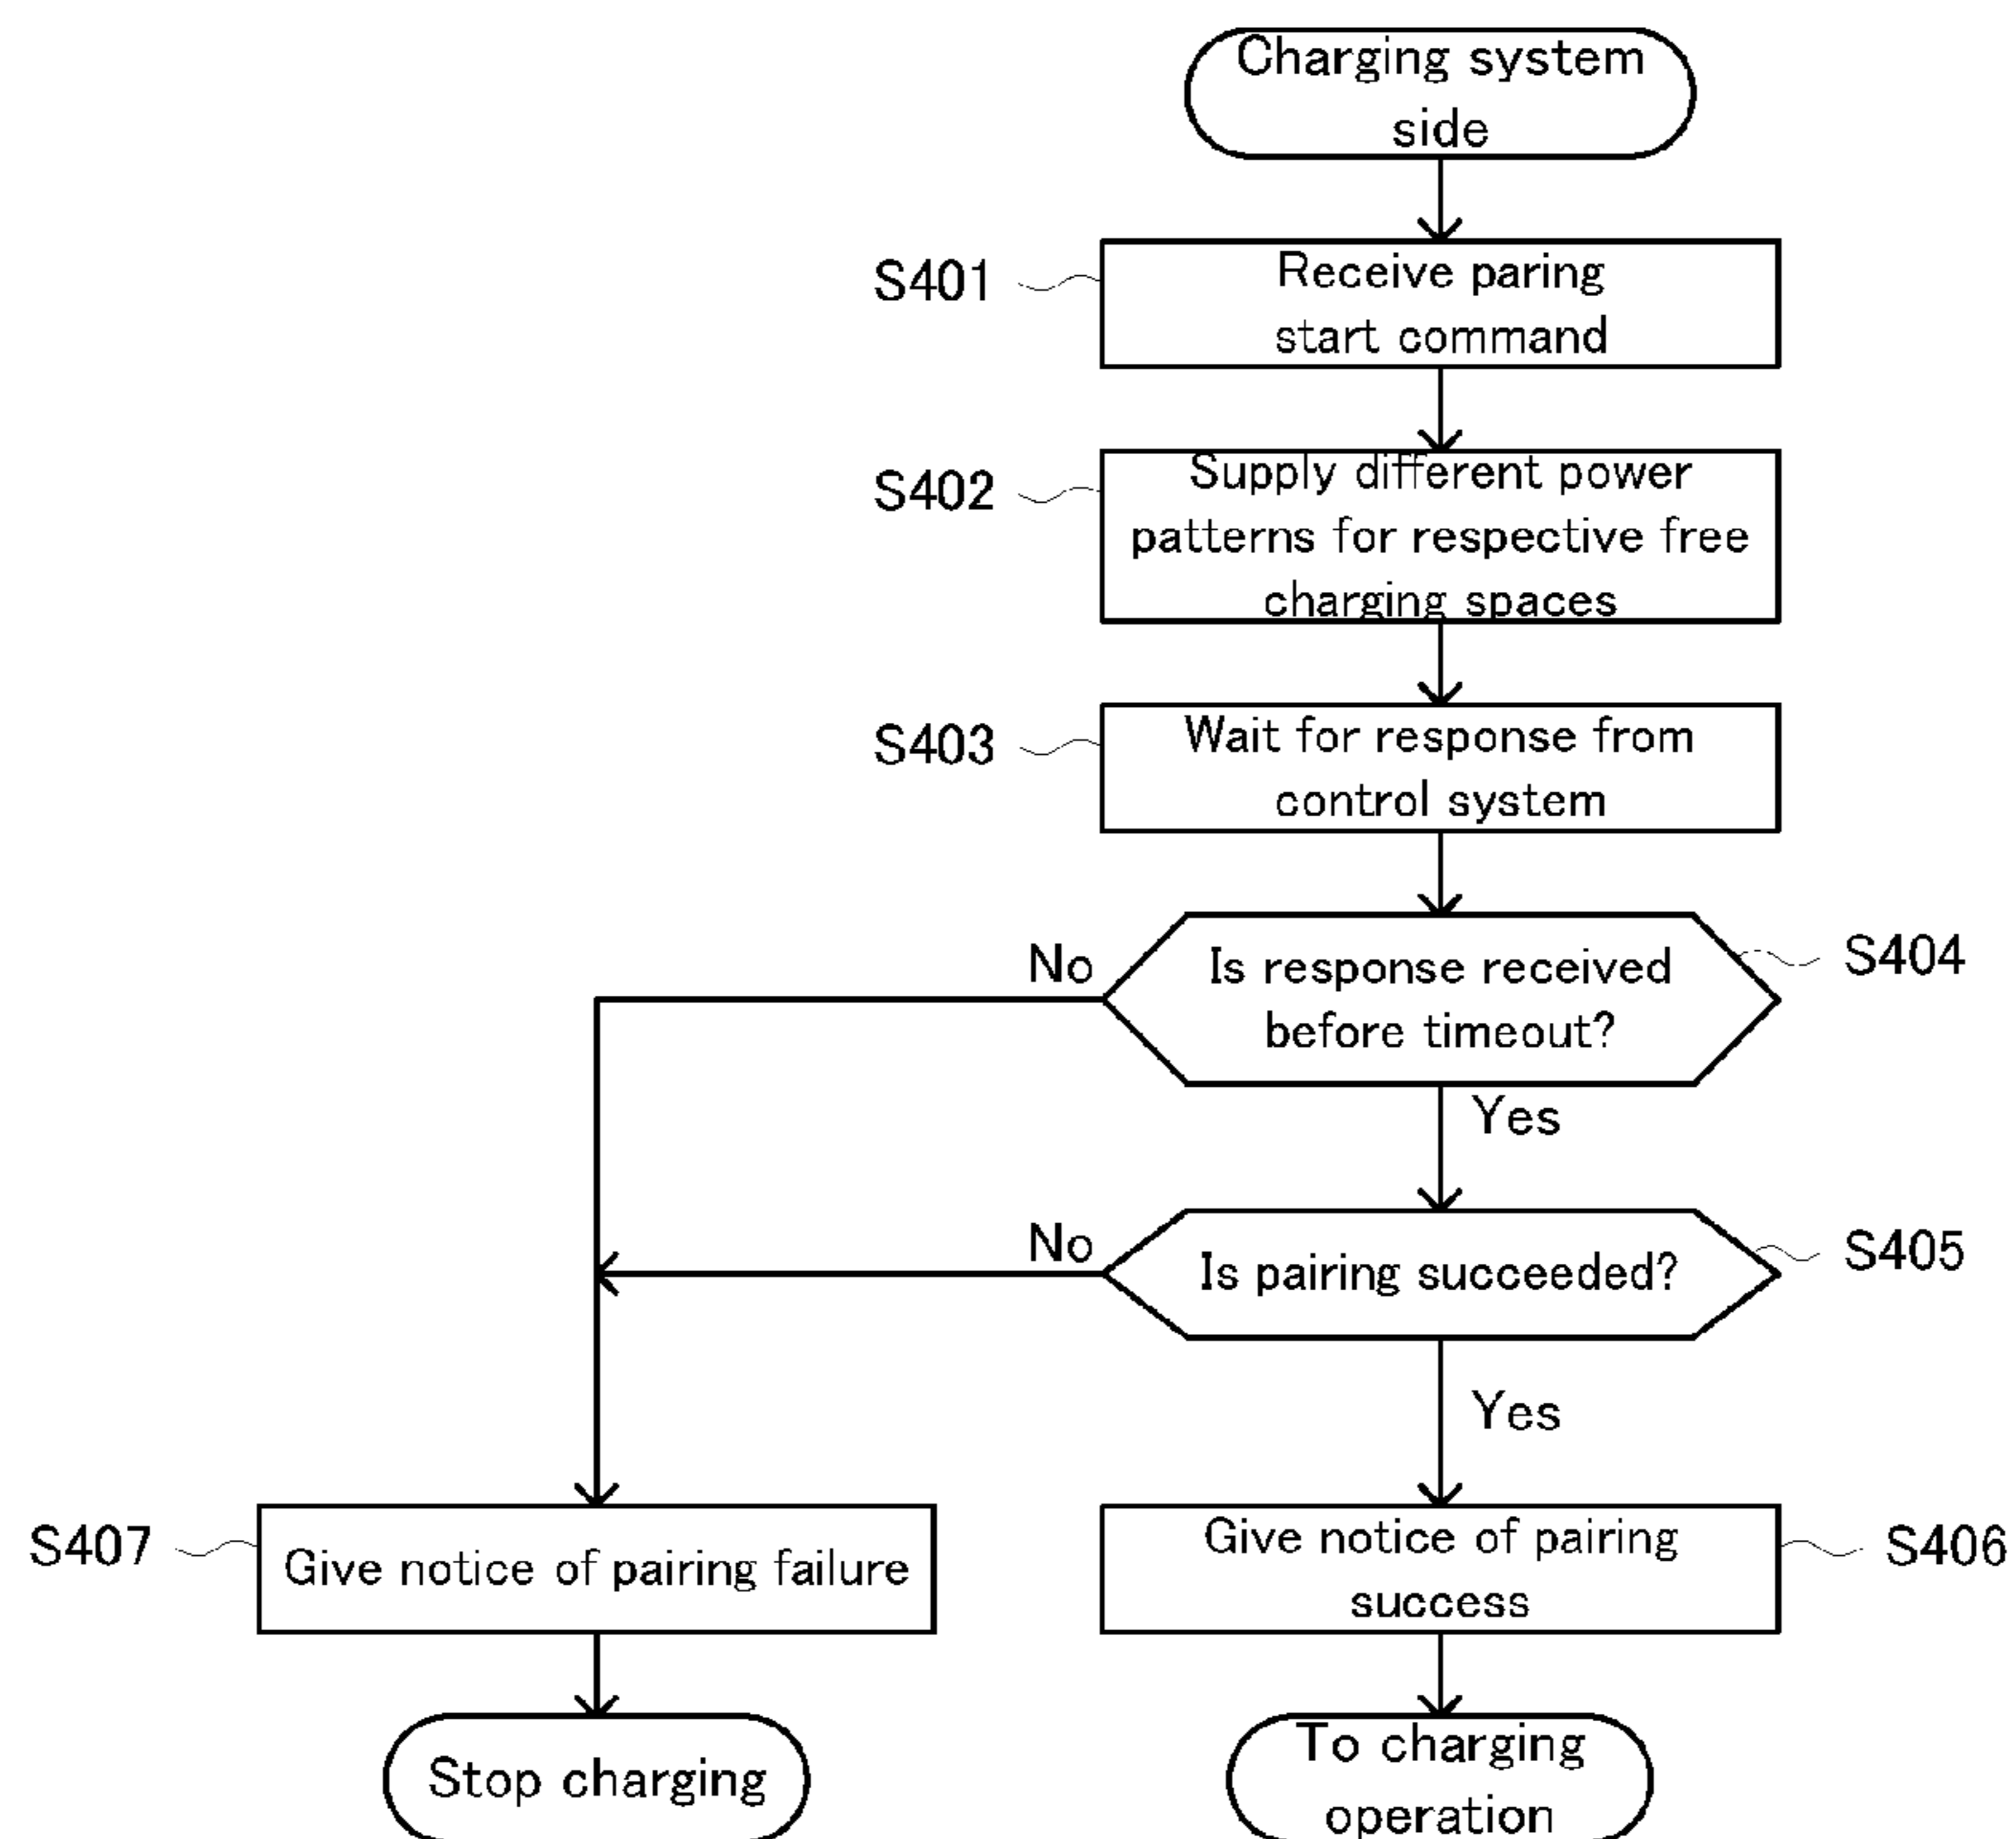 Charging system
side
S401
Receive paring
start command
S402
Supply different power
patterns for respective free
charging spaces
S403
Wait for response from
control system
No
Is response received
before timeout?
S404
Yes
No
Is pairing succeeded?
S405
Yes
S407
Give notice of pairing failure
Give notice of pairing
success
S406
Stop charging
To charging
operation